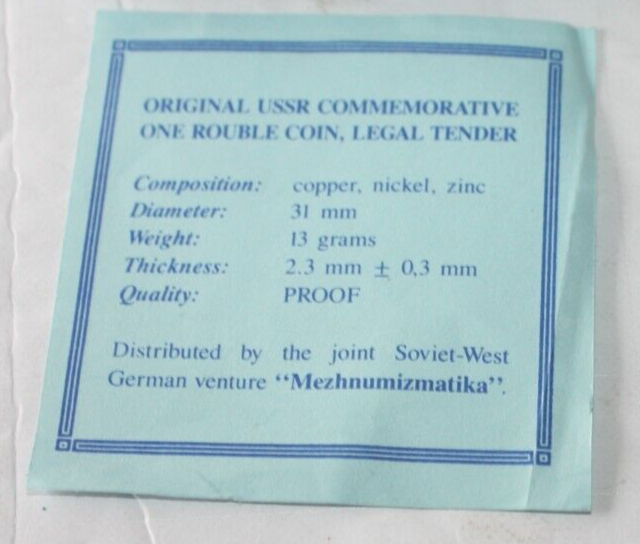 ORIGINAL USSR COMMEMORATIVE
ONE ROUBLE COIN, LEGAL TENDER
Composition: copper, nickel, zinc
Diameter: 31 mm
Weight: 13 grams
Thickness: 2.3 mm ± 0,3 mm
Quality: PROOF
Distributed by the joint Soviet-West
German venture “Mezhnumizmatika”.